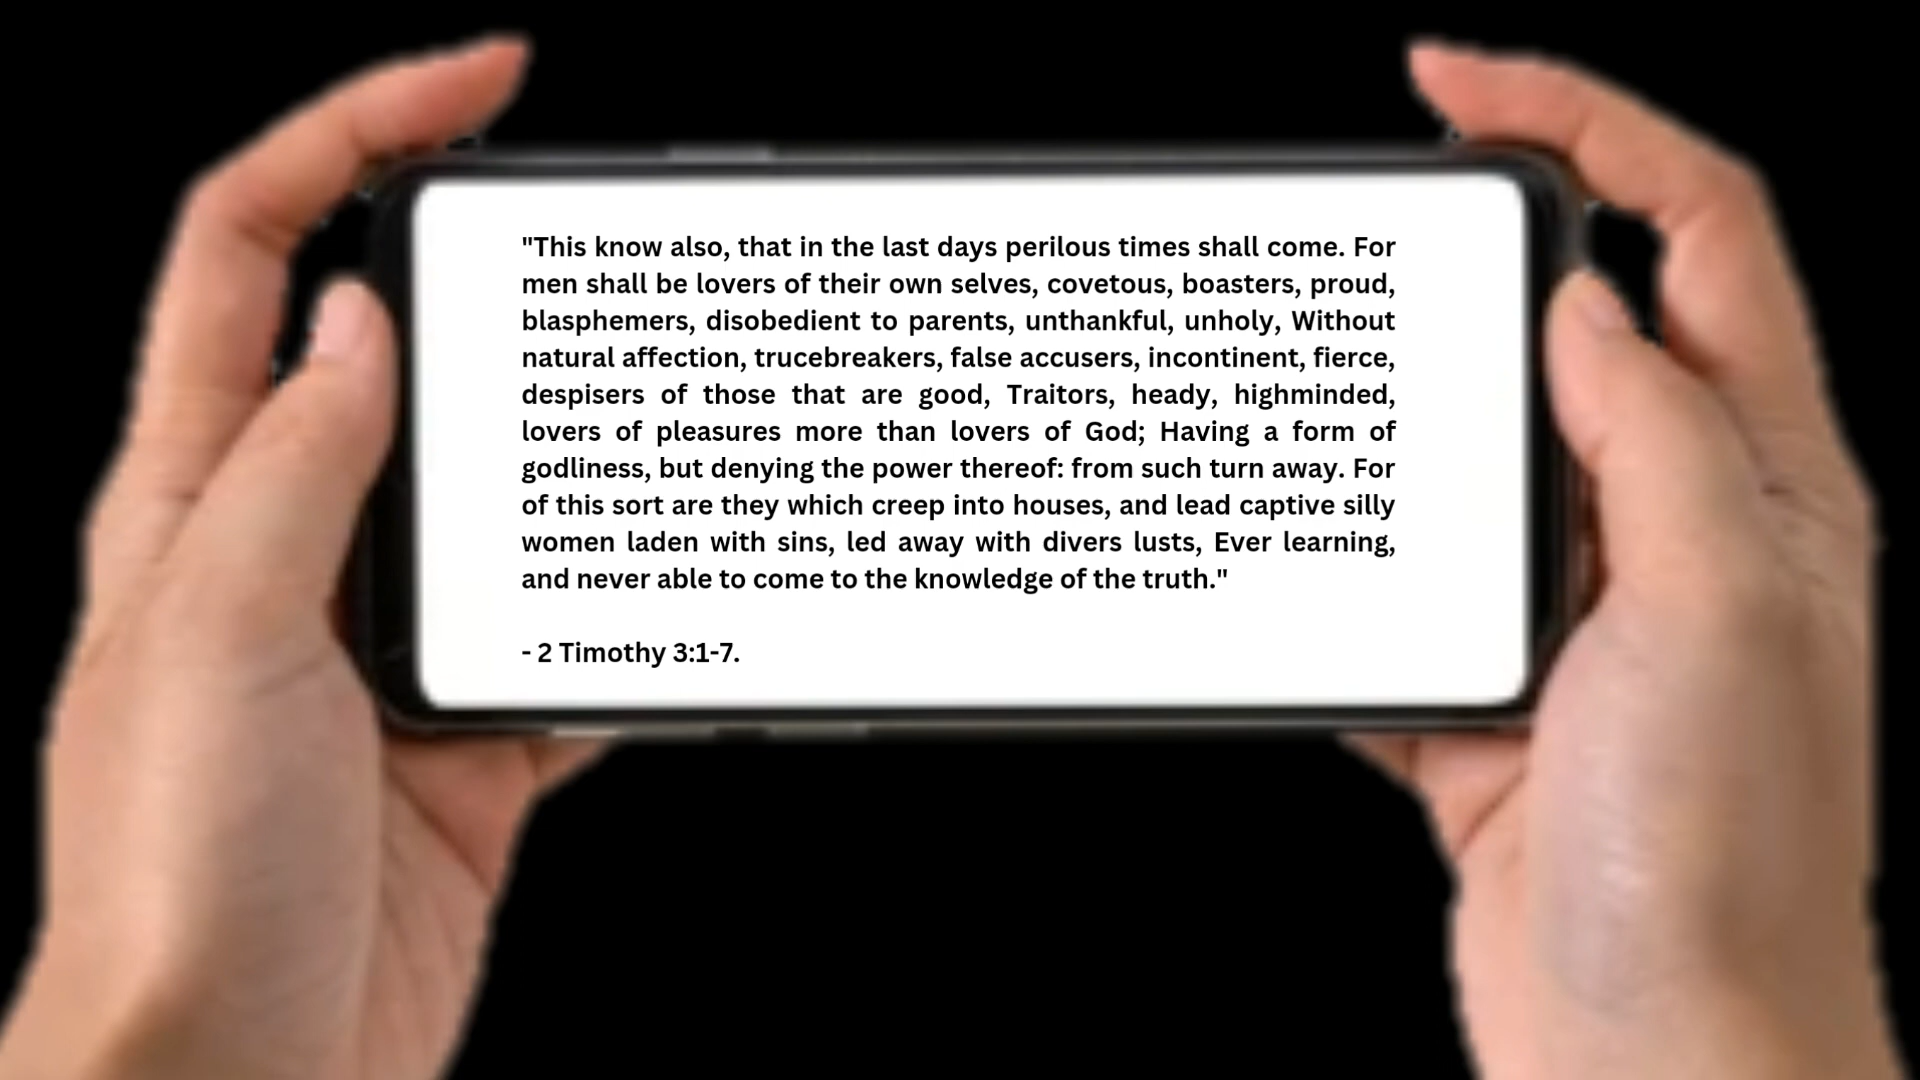 "This know also, that in the last days perilous times shall come. For
men shall be lovers of their own selves, covetous, boasters, proud,
blasphemers, disobedient to parents, unthankful, unholy, Without
natural affection, trucebreakers, false accusers, incontinent, fierce,
despisers of those that are good, Traitors, heady, highminded,
lovers of pleasures more than lovers of God; Having a form of
godliness, but denying the power thereof: from such turn away. For
of this sort are they which creep into houses, and lead captive silly
women laden with sins, led away with divers lusts, Ever learning,
and never able to come to the knowledge of the truth."
- 2 Timothy 3:1-7.